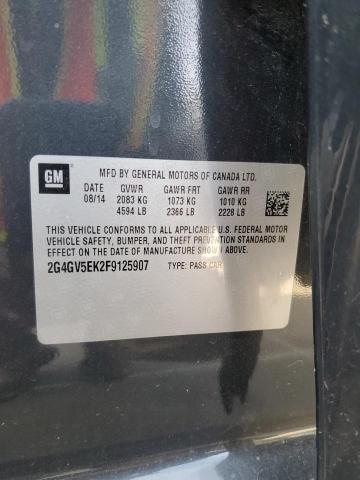 GM
MFD BY GENERAL MOTORS OF CANADA LTD.
DATE GVWR GAWR FRT GAWR RR
08/14 2083 KG 1073 KG 1010 KG
4594 LB 2366 LB 2228 LB
THIS VEHICLE CONFORMS TO ALL APPLICABLE U.S. FEDERAL MOTOR
VEHICLE SAFETY, BUMPER, AND THEFT PREVENTION STANDARDS IN
EFFECT ON THE DATE OF MANUFACTURE SHOWN ABOVE.
2G4GV5EK2F9125907 TYPE: PASS CAR